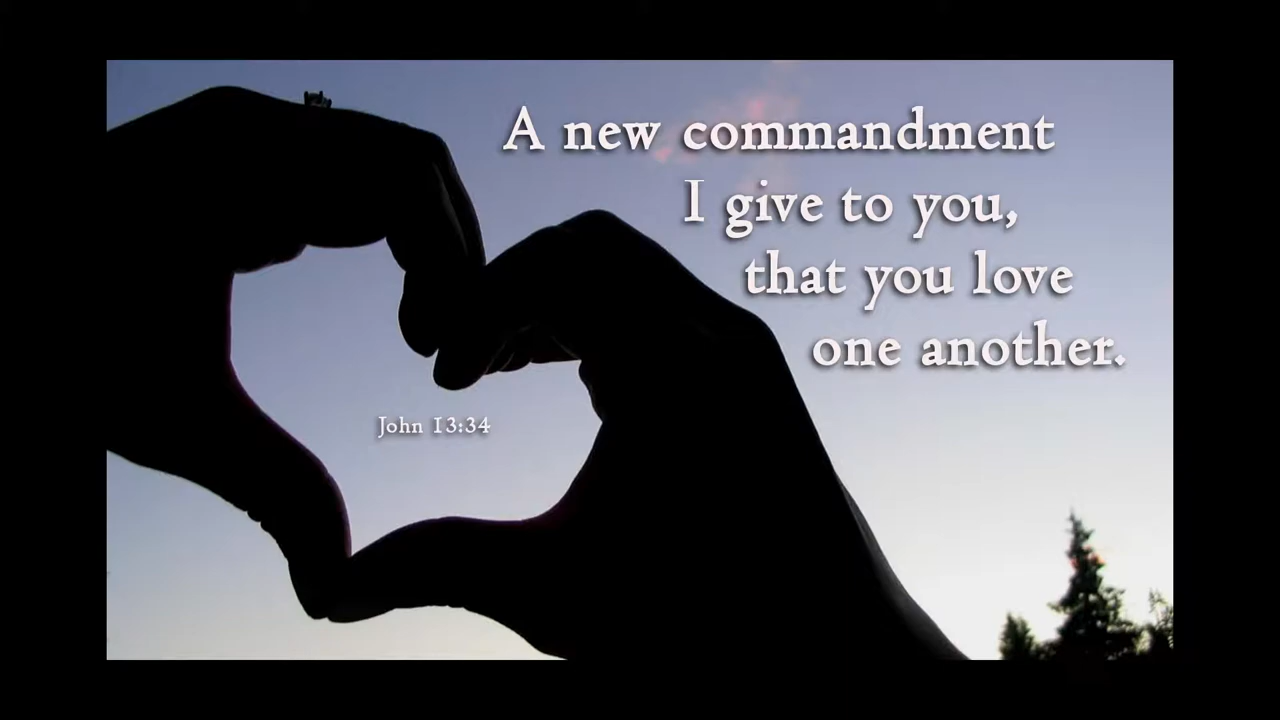 A new commandment
I give to you,
that you love
one another.
John 13:34